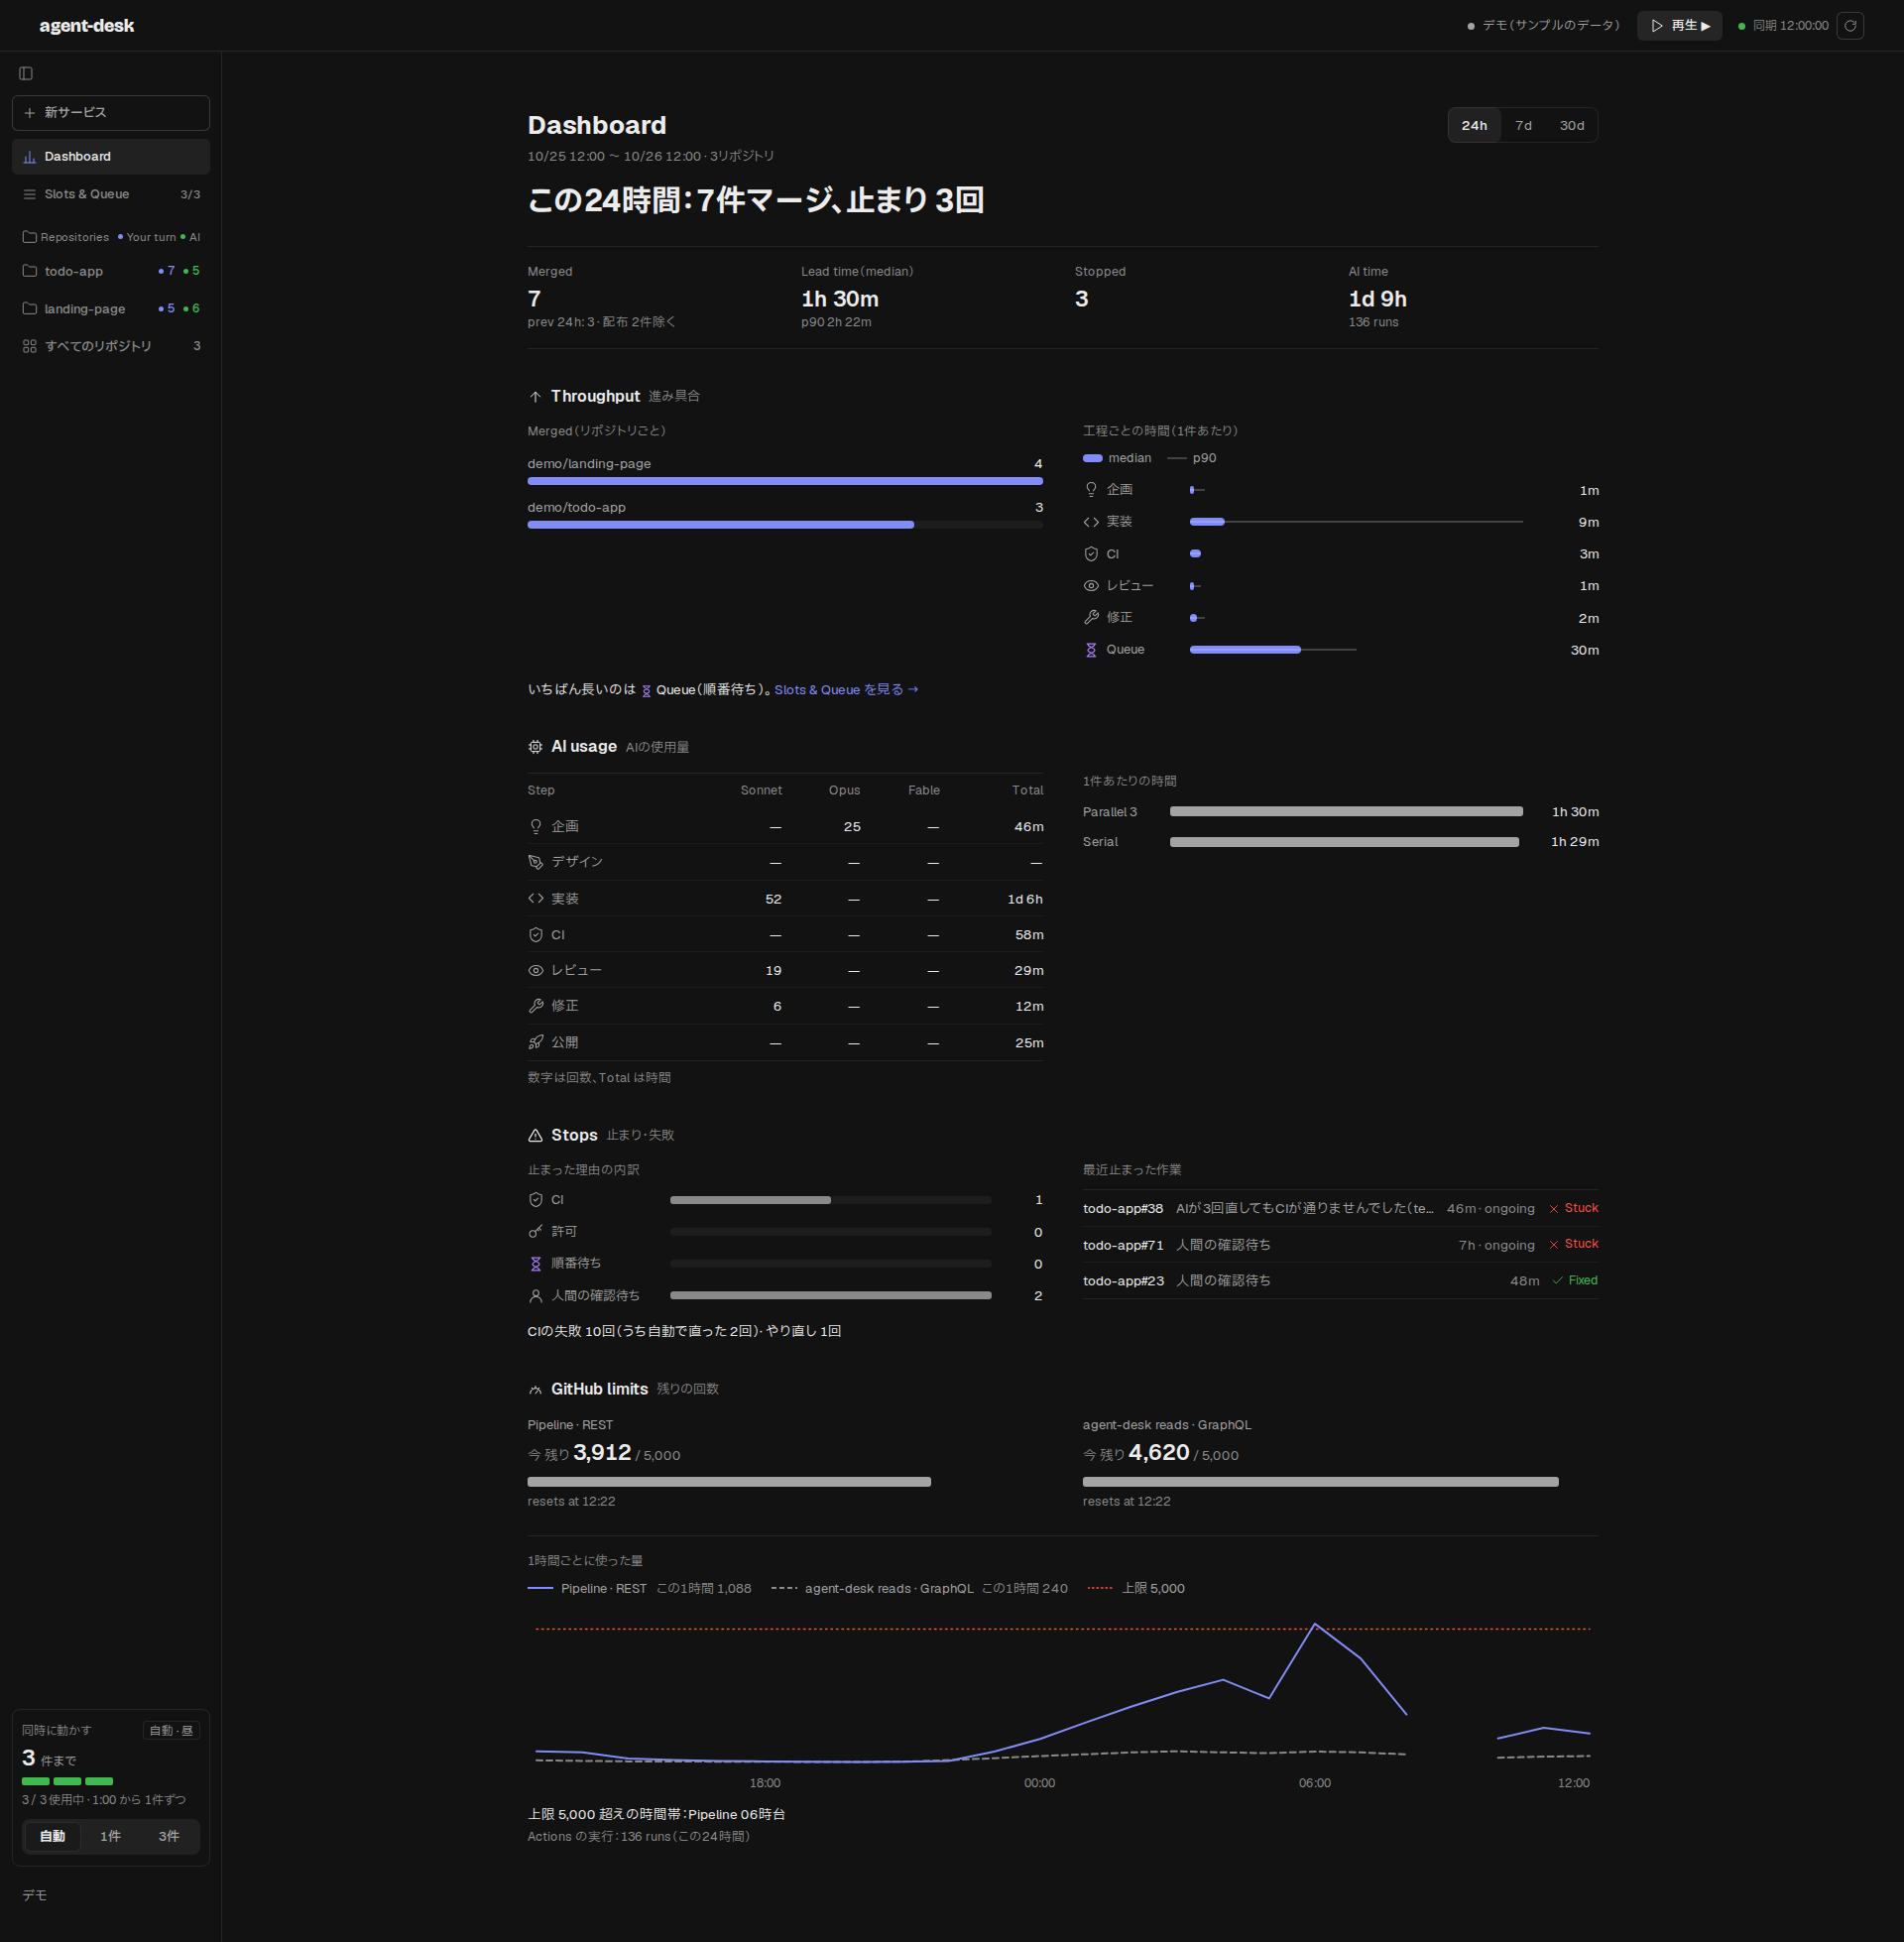 agent-desk
デモ（サンプルのデータ）
再生 ▶
同期 12:00:00
新サービス
Dashboard
Slots & Queue 3/3
Repositories Your turn AI
todo-app 7 5
landing-page 5 6
すべてのリポジトリ 3
Dashboard
24h 7d 30d
10/25 12:00 〜 10/26 12:00 · 3リポジトリ
この24時間：7件マージ、止まり 3回
Merged
7
prev 24h: 3 · 配布 2件除く
Lead time（median）
1h 30m
p90 2h 22m
Stopped
3
AI time
1d 9h
136 runs
Throughput 進み具合
Merged（リポジトリごと）
demo/landing-page 4
demo/todo-app 3
工程ごとの時間（1件あたり）
median p90
企画 1m
実装 9m
CI 3m
レビュー 1m
修正 2m
Queue 30m
いちばん長いのは Queue（順番待ち）。Slots & Queue を見る →
AI usage AIの使用量
Step Sonnet Opus Fable Total
企画 — 25 — 46m
デザイン — — — —
実装 52 — — 1d 6h
CI — — — 58m
レビュー 19 — — 29m
修正 6 — — 12m
公開 — — — 25m
数字は回数、Total は時間
1件あたりの時間
Parallel 3 1h 30m
Serial 1h 29m
Stops 止まり・失敗
止まった理由の内訳
CI 1
許可 0
順番待ち 0
人間の確認待ち 2
CIの失敗 10回（うち自動で直った 2回）· やり直し 1回
最近止まった作業
todo-app#38 AIが3回直してもCIが通りませんでした（te… 46m · ongoing Stuck
todo-app#71 人間の確認待ち 7h · ongoing Stuck
todo-app#23 人間の確認待ち 48m Fixed
GitHub limits 残りの回数
Pipeline · REST
今 残り 3,912 / 5,000
resets at 12:22
agent-desk reads · GraphQL
今 残り 4,620 / 5,000
resets at 12:22
1時間ごとに使った量
Pipeline · REST この1時間 1,088 agent-desk reads · GraphQL この1時間 240 上限 5,000
18:00 00:00 06:00 12:00
上限 5,000 超えの時間帯：Pipeline 06時台
Actions の実行：136 runs（この24時間）
同時に動かす 自動 · 昼
3 件まで
3 / 3 使用中 · 1:00 から 1件ずつ
自動 1件 3件
デモ